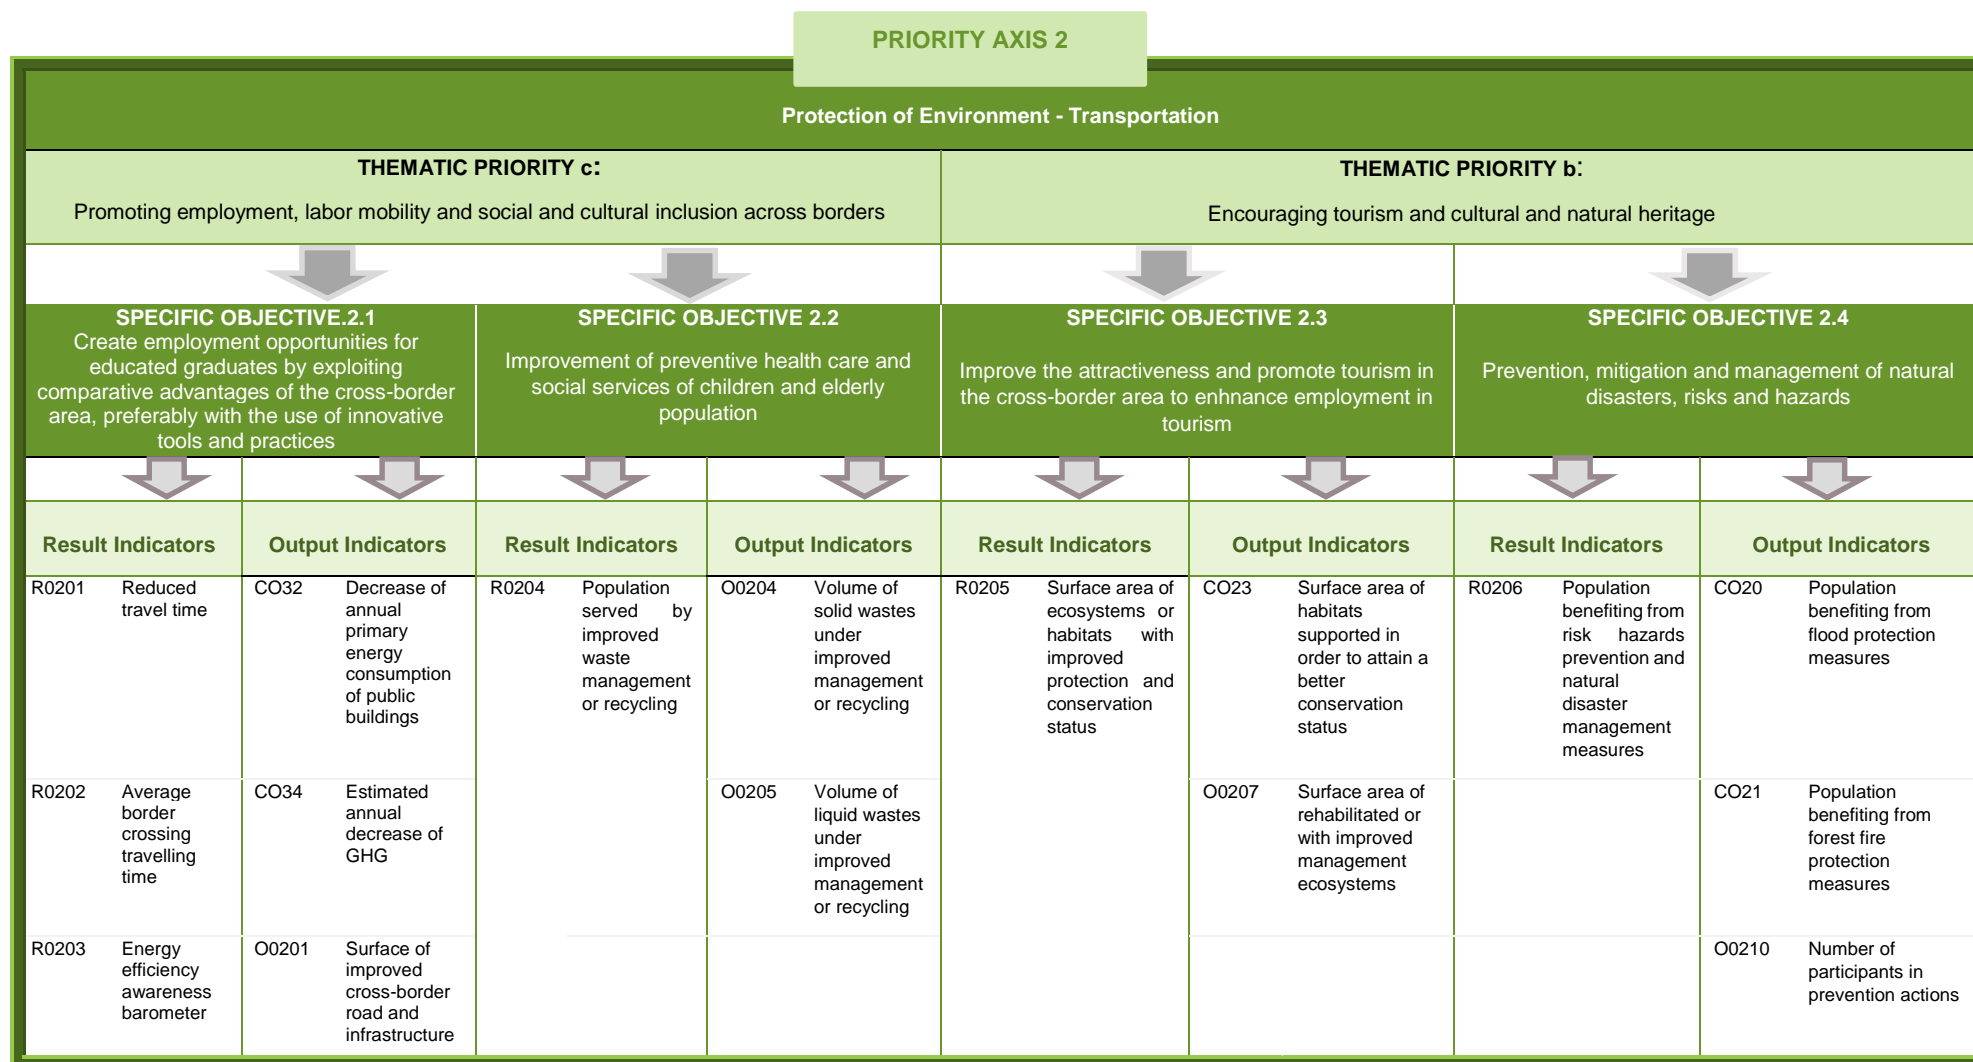 PRIORITY AXIS 2
Protection of Environment - Transportation
THEMATIC PRIORITY c:
Promoting employment, labor mobility and social and cultural inclusion across borders
THEMATIC PRIORITY b:
Encouraging tourism and cultural and natural heritage
SPECIFIC OBJECTIVE.2.1
Create employment opportunities for
educated graduates by exploiting
comparative advantages of the cross-border
area, preferably with the use of innovative
tools and practices
SPECIFIC OBJECTIVE 2.2
Improvement of preventive health care and
social services of children and elderly
population
SPECIFIC OBJECTIVE 2.3
Improve the attractiveness and promote tourism in
the cross-border area to enhnance employment in
tourism
SPECIFIC OBJECTIVE 2.4
Prevention, mitigation and management of natural
disasters, risks and hazards
Result Indicators
Output Indicators
Result Indicators
Output Indicators
Result Indicators
Output Indicators
Result Indicators
Output Indicators
R0201
Reduced
travel time
CO32
Decrease of
annual
primary
energy
consumption
of public
buildings
R0204
Population
served by
improved
waste
management
or recycling
O0204
Volume of
solid wastes
under
improved
management
or recycling
R0205
Surface area of
ecosystems or
habitats with
improved
protection and
conservation
status
CO23
Surface area of
habitats
supported in
order to attain a
better
conservation
status
R0206
Population
benefiting from
risk hazards
prevention and
natural
disaster
management
measures
CO20
Population
benefiting from
flood protection
measures
R0202
Average
border
crossing
travelling
time
CO34
Estimated
annual
decrease of
GHG
O0205
Volume of
liquid wastes
under
improved
management
or recycling
O0207
Surface area of
rehabilitated or
with improved
management
ecosystems
CO21
Population
benefiting from
forest fire
protection
measures
R0203
Energy
efficiency
awareness
barometer
O0201
Surface of
improved
cross-border
road and
infrastructure
O0210
Number of
participants in
prevention actions